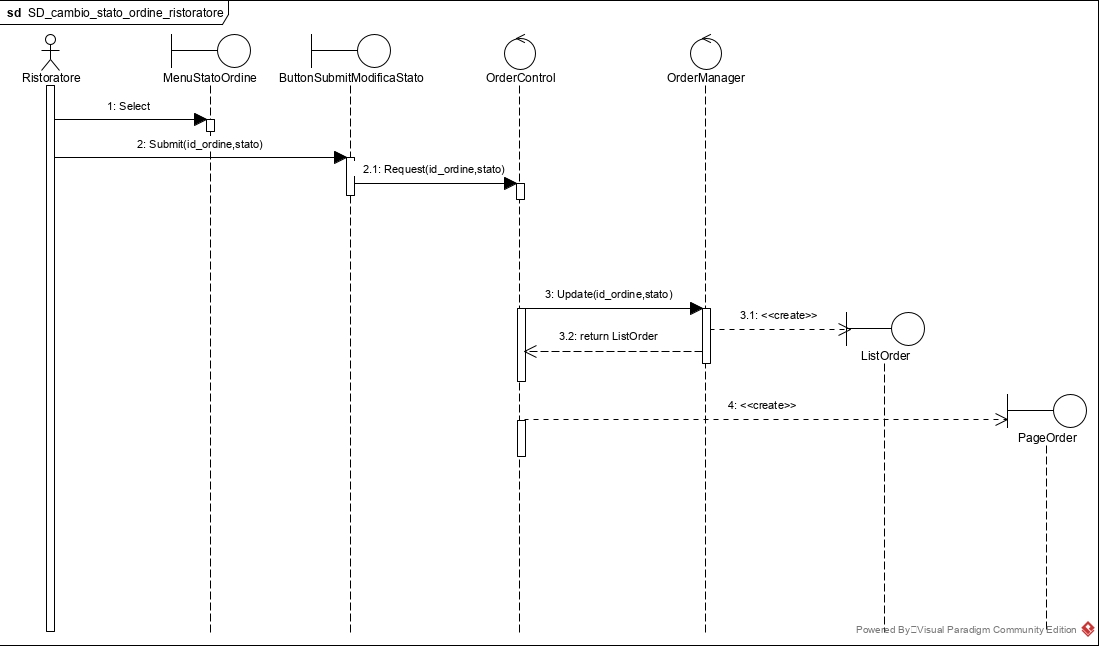 sd SD_cambio_stato_ordine_ristoratore
Ristoratore
MenuStatoOrdine
ButtonSubmitModificaStato
OrderControl
OrderManager
1: Select
2: Submit(id_ordine,stato)
2.1: Request(id_ordine,stato)
3: Update(id_ordine,stato)
3.1: <<create>>
3.2: return ListOrder
ListOrder
4: <<create>>
PageOrder
Powered By Visual Paradigm Community Edition